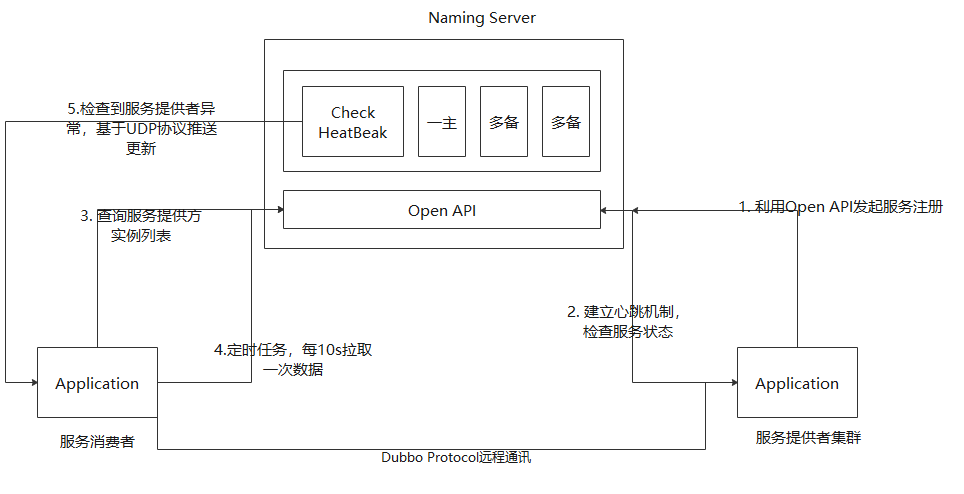 Naming Server
5.检查到服务提供者异
常，基于UDP协议推送
更新
Check
HeatBeak
一主
多备
多备
3. 查询服务提供方
实例列表
Open API
1. 利用Open API发起服务注册
2. 建立心跳机制，
检查服务状态
4.定时任务，每10s拉取
一次数据
Application
Application
服务消费者
服务提供者集群
Dubbo Protocol远程通讯